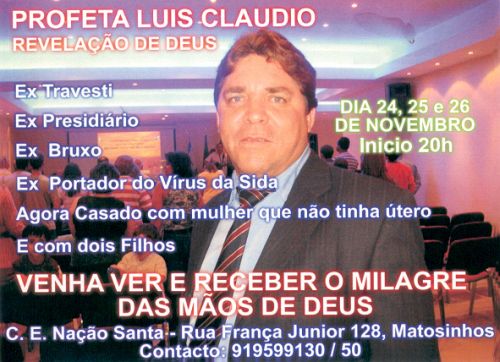 PROFETA LUIS CLAUDIO
REVELAÇÃO DE DEUS
Ex Travesti
Ex Presidiário
Ex Bruxo
Ex Portador do Vírus da Sida
Agora Casado com mulher que não tinha útero
E com dois Filhos
DIA 24, 25 e 26
DE NOVEMBRO
Inicio 20h
VENHA VER E RECEBER O MILAGRE
DAS MÃOS DE DEUS
C. E. Nação Santa - Rua França Junior 128, Matosinhos
Contacto: 919599130 / 50